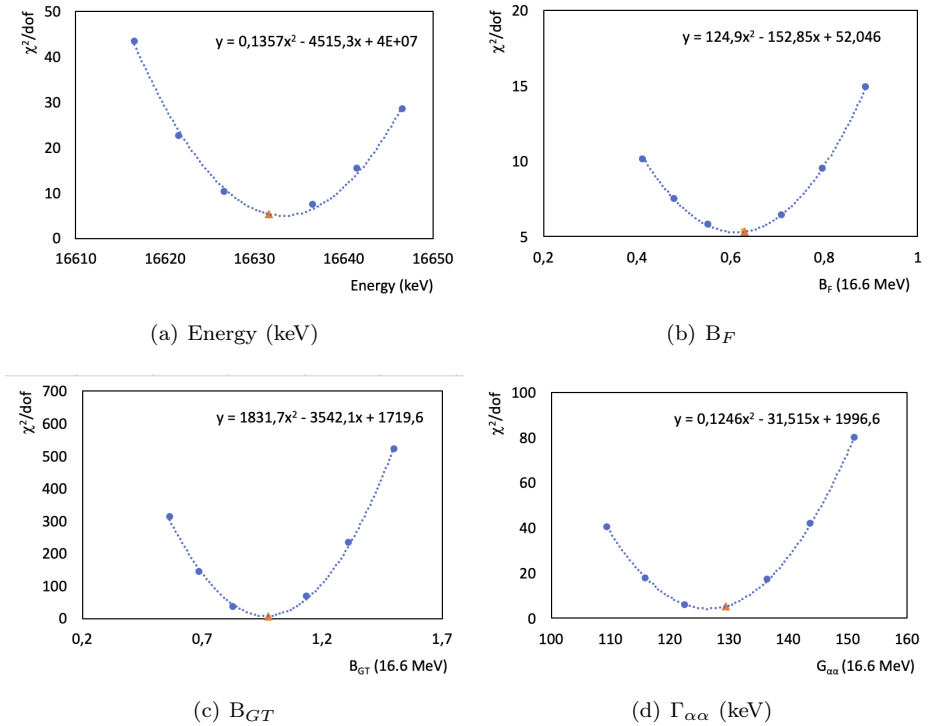 50
40
30
20
10
0
χ²/dof
y = 0,1357x² - 4515,3x + 4E+07
16610 16620 16630 16640 16650
Energy (keV)
(a) Energy (keV)
20
15
10
5
χ²/dof
y = 124,9x² - 152,85x + 52,046
0,2 0,4 0,6 0,8 1
B_F (16.6 MeV)
(b) B_F
700
600
500
400
300
200
100
0
χ²/dof
y = 1831,7x² - 3542,1x + 1719,6
0,2 0,7 1,2 1,7
B_GT (16.6 MeV)
(c) B_GT
100
80
60
40
20
0
χ²/dof
y = 0,1246x² - 31,515x + 1996,6
100 110 120 130 140 150 160
G_αα (16.6 MeV)
(d) Γ_αα (keV)